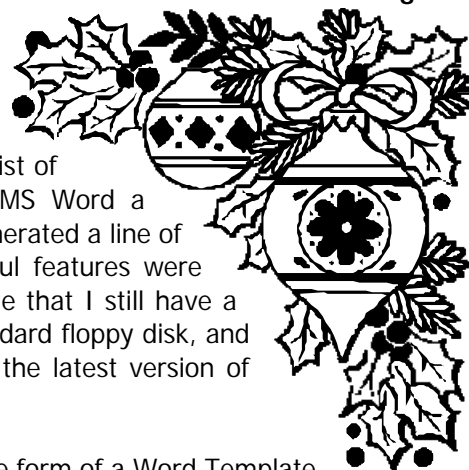 g
ist of
MS Word a
nerated a line of
ul features were
e that I still have a
dard floppy disk, and
the latest version of
e form of a Word Template